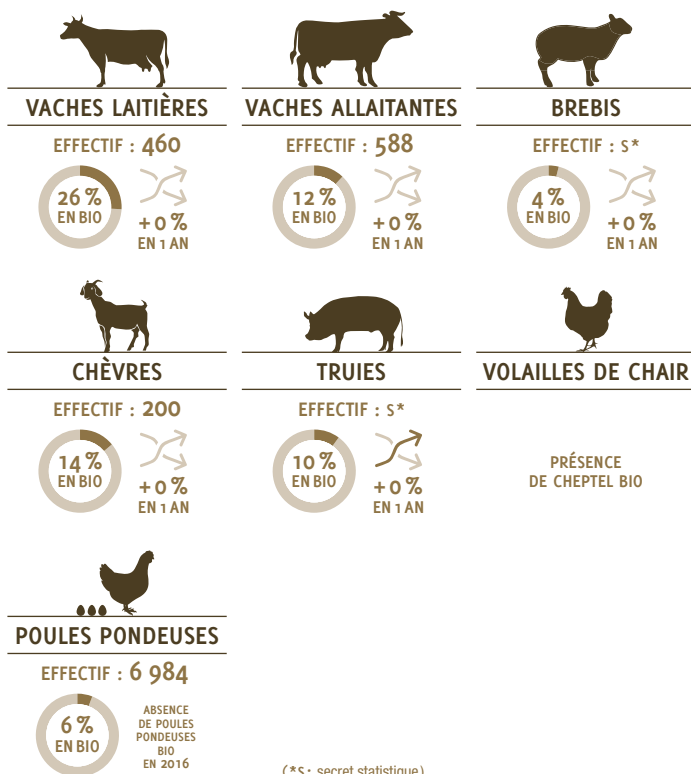 VACHES LAITIÈRES
EFFECTIF : 460
26 %
EN BIO
+0 %
EN 1 AN
VACHES ALLAITANTES
EFFECTIF : 588
12 %
EN BIO
+0 %
EN 1 AN
BREBIS
EFFECTIF : S*
4 %
EN BIO
+0 %
EN 1 AN
CHÈVRES
EFFECTIF : 200
14 %
EN BIO
+0 %
EN 1 AN
TRUIES
EFFECTIF : S*
10 %
EN BIO
+0 %
EN 1 AN
VOLAILLES DE CHAIR
PRÉSENCE
DE CHEPTEL BIO
POULES PONDEUSES
EFFECTIF : 6 984
6 %
EN BIO
ABSENCE
DE POULES
PONDEUSES
BIO
EN 2016
(*S : secret statistique)